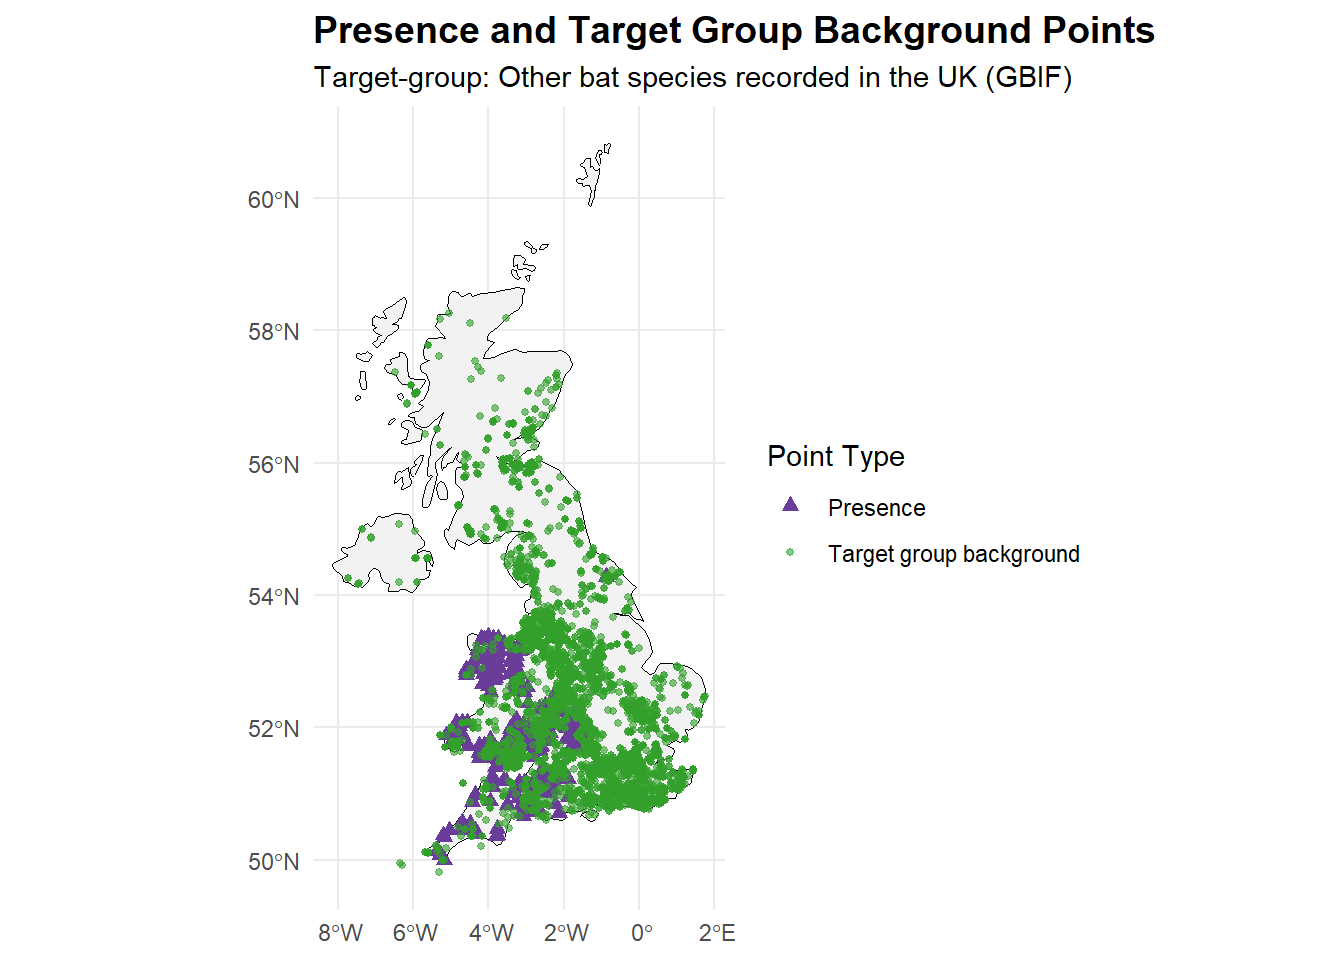 Presence and Target Group Background Points
Target-group: Other bat species recorded in the UK (GBIF)
60°N
58°N
56°N
54°N
52°N
50°N
8°W 6°W 4°W 2°W 0° 2°E
Point Type
Presence
Target group background